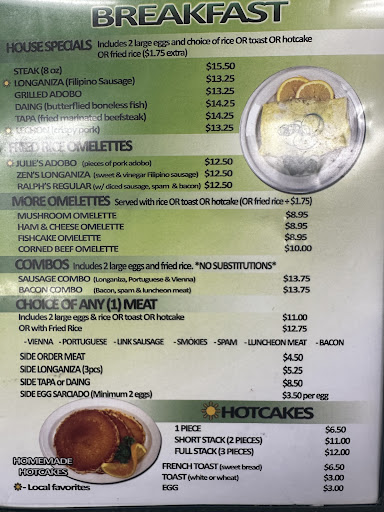 BREAKFAST
HOUSE SPECIALS Includes 2 large eggs and choice of rice OR toast OR hotcake
OR fried rice ($1.75 extra)
STEAK (8 oz) $15.50
LONGANIZA (Filipino Sausage) $13.25
GRILLED ADOBO $13.25
DAING (butterflied boneless fish) $14.25
TAPA (fried marinated beefsteak) $14.25
LECHON (crispy pork) $13.25
FRIED RICE OMELETTES
JULIE'S ADOBO (pieces of pork adobo) $12.50
ZEN'S LONGANIZA (sweet & vinegar Filipino sausage) $12.50
RALPH'S REGULAR (w/ diced sausage, spam & bacon) $12.50
MORE OMELETTES Served with rice OR toast OR hotcake (OR fried rice + $1.75)
MUSHROOM OMELETTE $8.95
HAM & CHEESE OMELETTE $8.95
FISHCAKE OMELETTE $8.95
CORNED BEEF OMELETTE $10.00
COMBOS Includes 2 large eggs and fried rice. *NO SUBSTITUTIONS*
SAUSAGE COMBO (Longaniza, Portuguese & Vienna) $13.75
BACON COMBO (Bacon, spam & luncheon meat) $13.75
CHOICE OF ANY (1) MEAT
Includes 2 large eggs & rice OR toast OR hotcake $11.00
OR with Fried Rice $12.75
- VIENNA - PORTUGUESE - LINK SAUSAGE - SMOKIES - SPAM - LUNCHEON MEAT - BACON
SIDE ORDER MEAT $4.50
SIDE LONGANIZA (3pcs) $5.25
SIDE TAPA or DAING $8.50
SIDE EGG SARCIADO (Minimum 2 eggs) $3.50 per egg
HOTCAKES
1 PIECE $6.50
SHORT STACK (2 PIECES) $11.00
FULL STACK (3 PIECES) $12.00
FRENCH TOAST (sweet bread) $6.50
TOAST (white or wheat) $3.00
EGG $3.00
HOMEMADE
HOTCAKES
- Local favorites